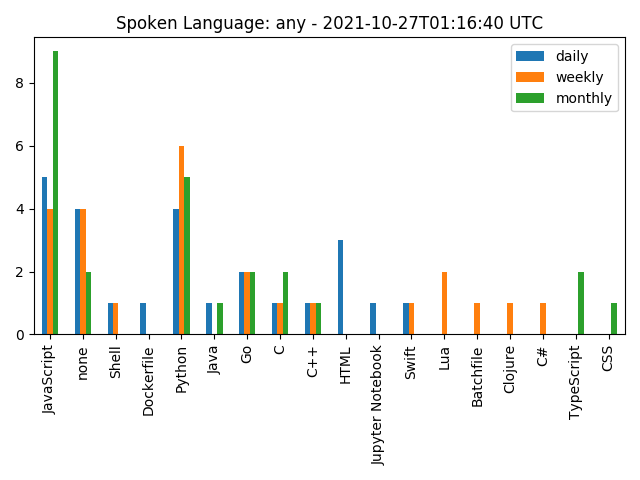 Spoken Language: any - 2021-10-27T01:16:40 UTC
daily
weekly
monthly
8
6
4
2
0
JavaScript
none
Shell
Dockerfile
Python
Java
Go
C
C++
HTML
Jupyter Notebook
Swift
Lua
Batchfile
Clojure
C#
TypeScript
CSS